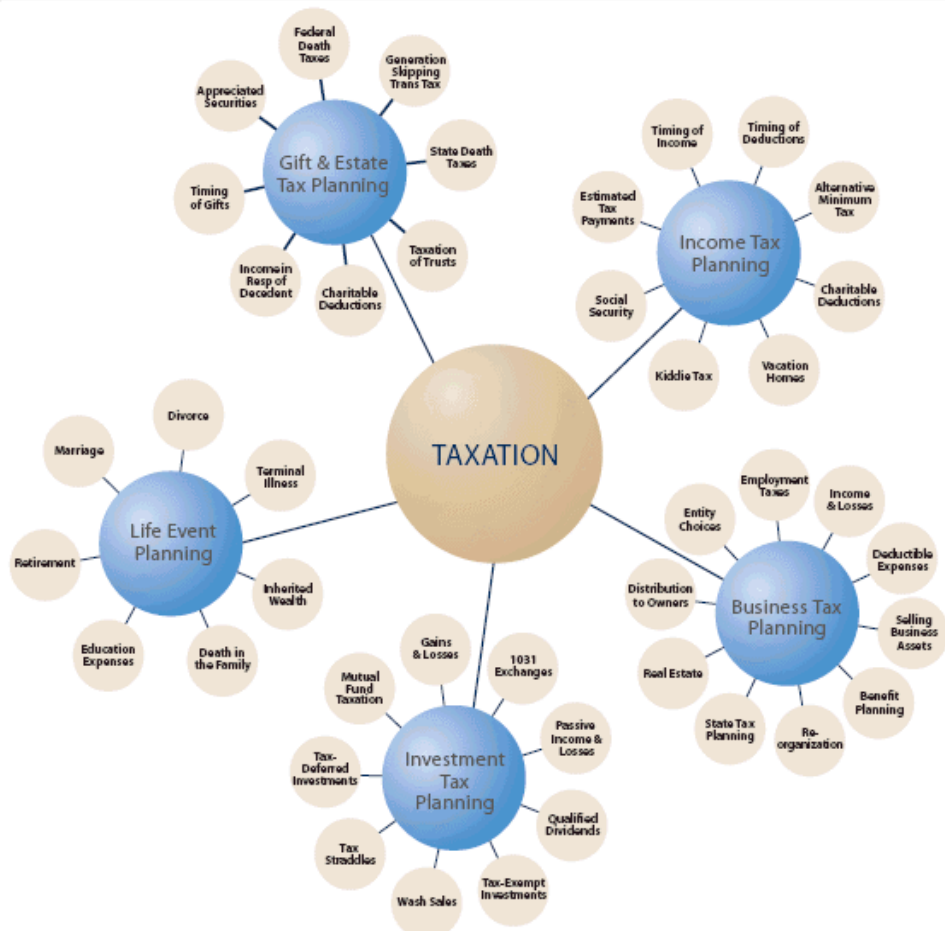 Federal
Death
Taxes
Generation
Skipping
Trans Tax
Appreciated
Securities
State Death
Taxes
Gift & Estate
Tax Planning
Timing
of Gifts
Taxation
of Trusts
Income in
Resp of
Decedent
Charitable
Deductions
Timing of
Income
Timing of
Deductions
Estimated
Tax
Payments
Alternative
Minimum
Tax
Income Tax
Planning
Social
Security
Charitable
Deductions
Kiddie Tax
Vacation
Homes
TAXATION
Divorce
Marriage
Terminal
Illness
Life Event
Planning
Retirement
Inherited
Wealth
Education
Expenses
Death in
the Family
Employment
Taxes
Income
& Losses
Entity
Choices
Deductible
Expenses
Distribution
to Owners
Business Tax
Planning
Selling
Business
Assets
Real Estate
Benefit
Planning
State Tax
Planning
Re-
organization
Gains
& Losses
1031
Exchanges
Mutual
Fund
Taxation
Passive
Income &
Losses
Tax-
Deferred
Investments
Investment
Tax
Planning
Qualified
Dividends
Tax
Straddles
Wash Sales
Tax-Exempt
Investments